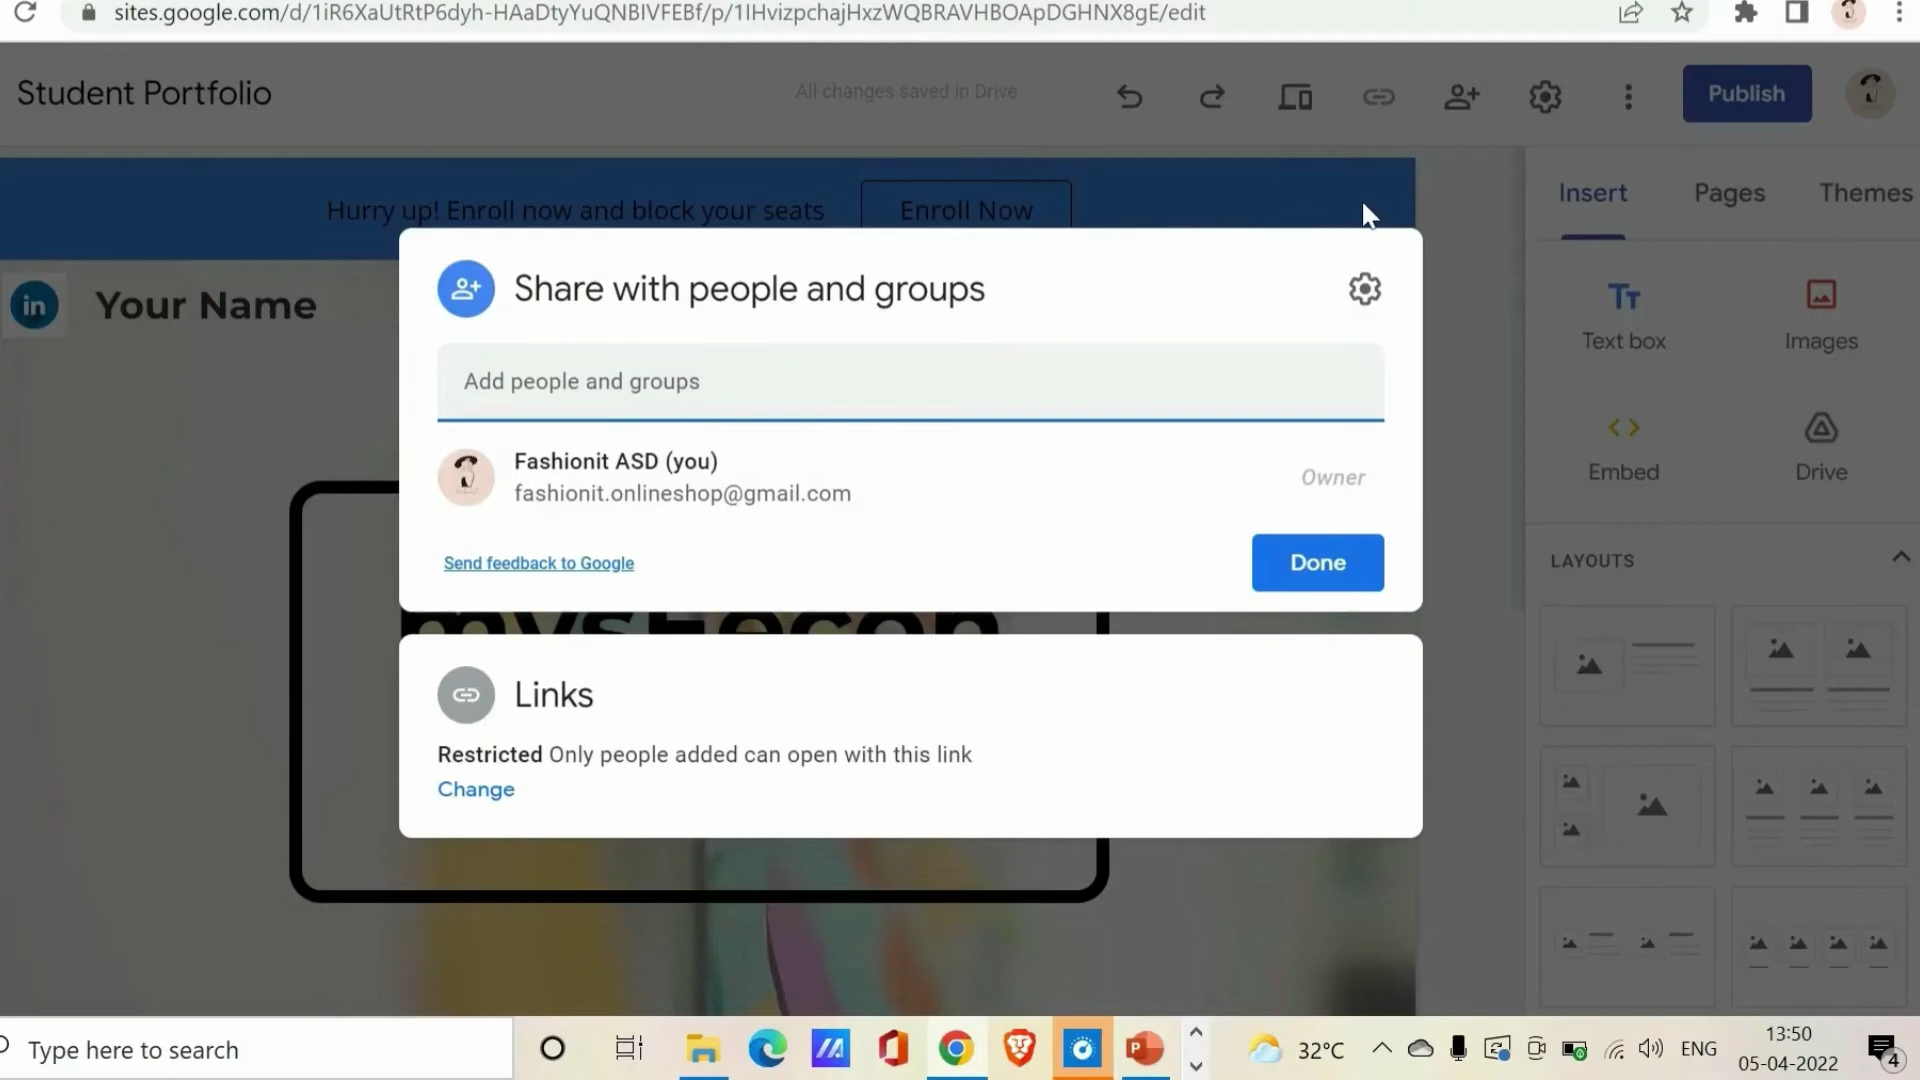 sites.google.com/d/1iR6XaUtRtP6dyh-HAaDtyYuQNBIVFEBf/p/1IHvizpchajHxzWQBRAVHBOApDGHNX8gE/edit
Student Portfolio
All changes saved in Drive
Publish
Hurry up! Enroll now and block your seats
Enroll Now
Insert
Pages
Themes
in
Your Name
Share with people and groups
Text box
Images
Add people and groups
Embed
Drive
Fashionit ASD (you)
fashionit.onlineshop@gmail.com
Owner
Send feedback to Google
Done
LAYOUTS
Links
Restricted Only people added can open with this link
Change
Type here to search
32°C
ENG
13:50
05-04-2022
4